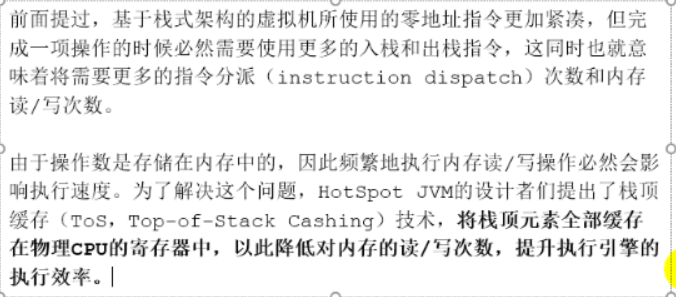 前面提过，基于栈式架构的虚拟机所使用的零地址指令更加紧凑，但完
成一项操作的时候必然需要使用更多的入栈和出栈指令，这同时也就意
味着将需要更多的指令分派（instruction dispatch）次数和内存
读/写次数。
由于操作数是存储在内存中的，因此频繁地执行内存读/写操作必然会影
响执行速度。为了解决这个问题，HotSpot JVM的设计者们提出了栈顶
缓存（ToS，Top-of-Stack Cashing）技术，将栈顶元素全部缓存
在物理CPU的寄存器中，以此降低对内存的读/写次数，提升执行引擎的
执行效率。